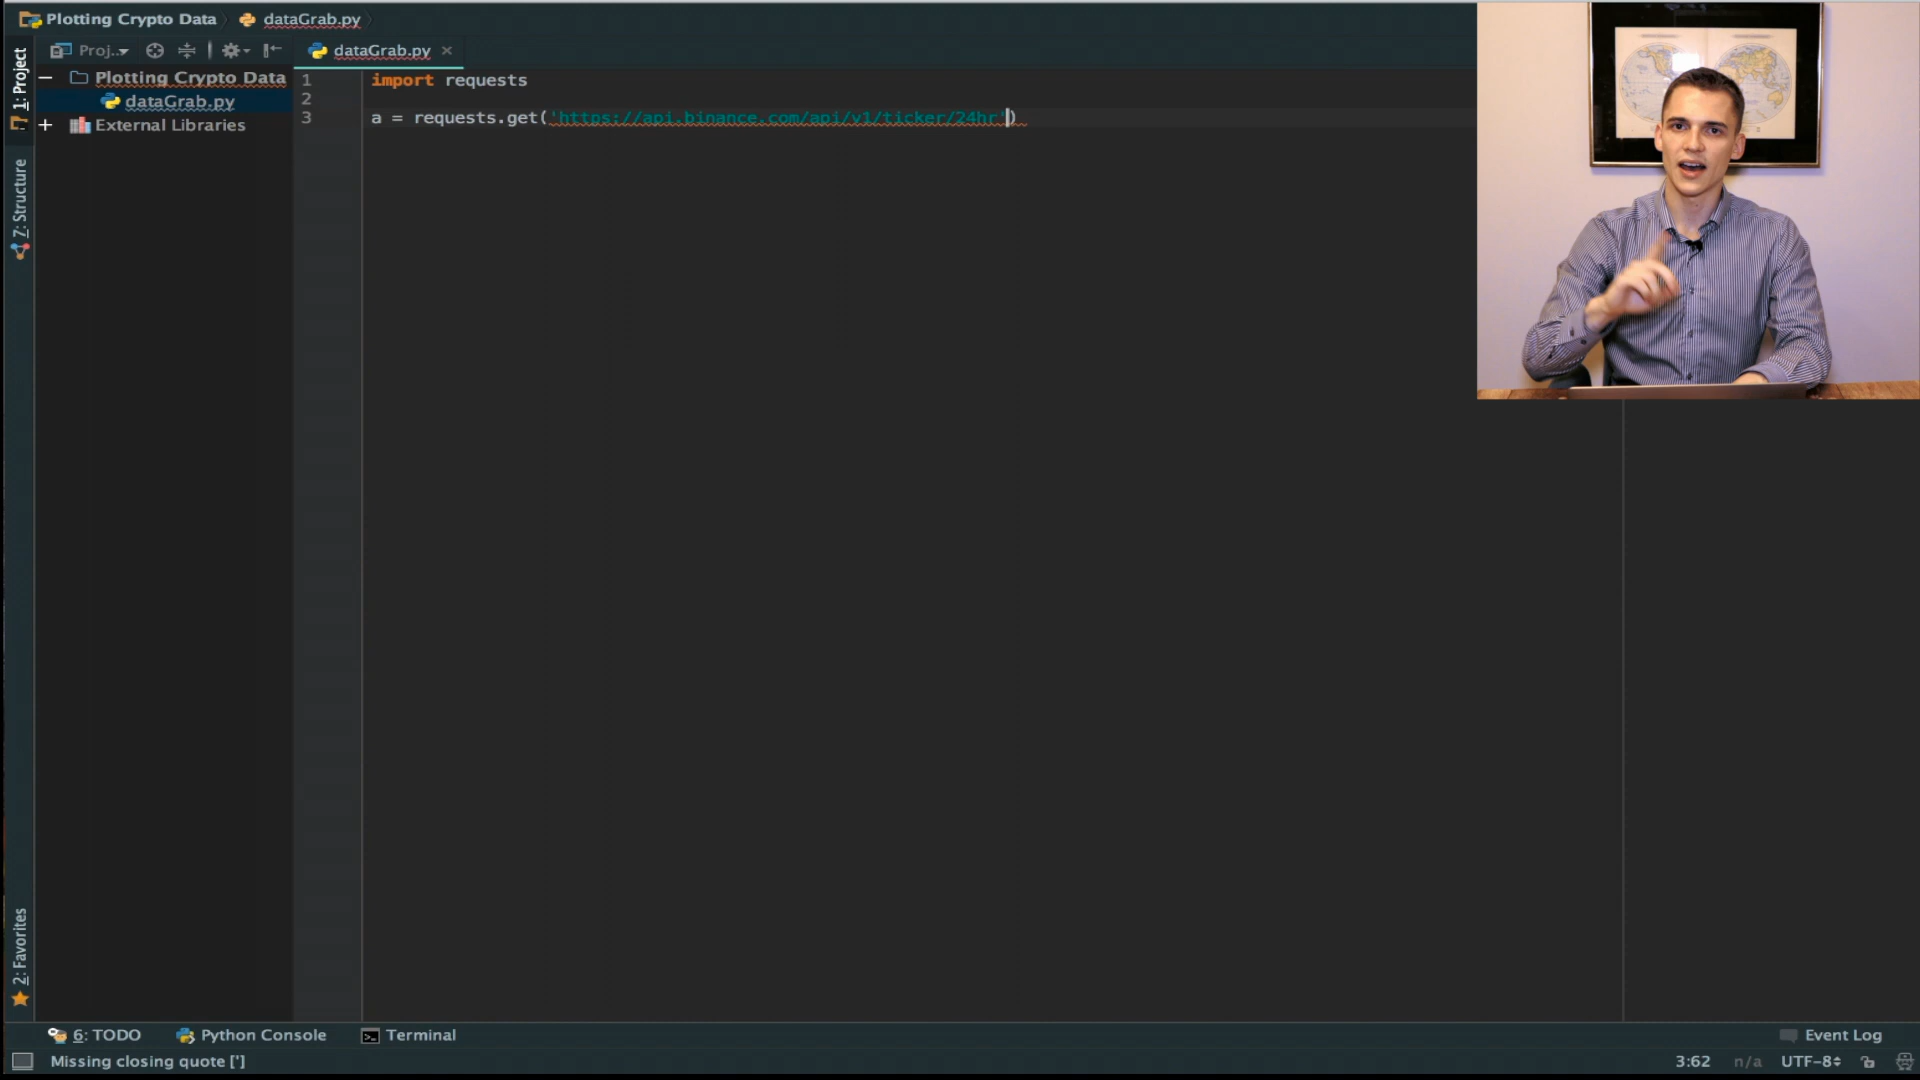 Plotting Crypto Data dataGrab.py
1: Project
Proj..
dataGrab.py
Plotting Crypto Data
dataGrab.py
External Libraries
7: Structure
2: Favorites
1 import requests
2
3 a = requests.get('https://api.binance.com/api/v1/ticker/24hr')
6: TODO Python Console Terminal Event Log
Missing closing quote ['] 3:62 n/a UTF-8